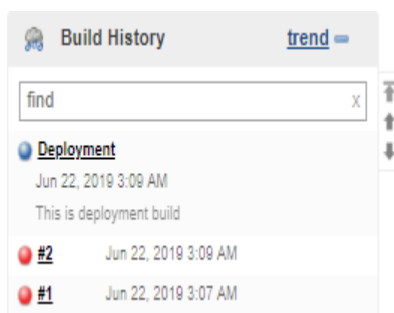 Build History trend
find x
Deployment
Jun 22, 2019 3:09 AM
This is deployment build
#2 Jun 22, 2019 3:09 AM
#1 Jun 22, 2019 3:07 AM